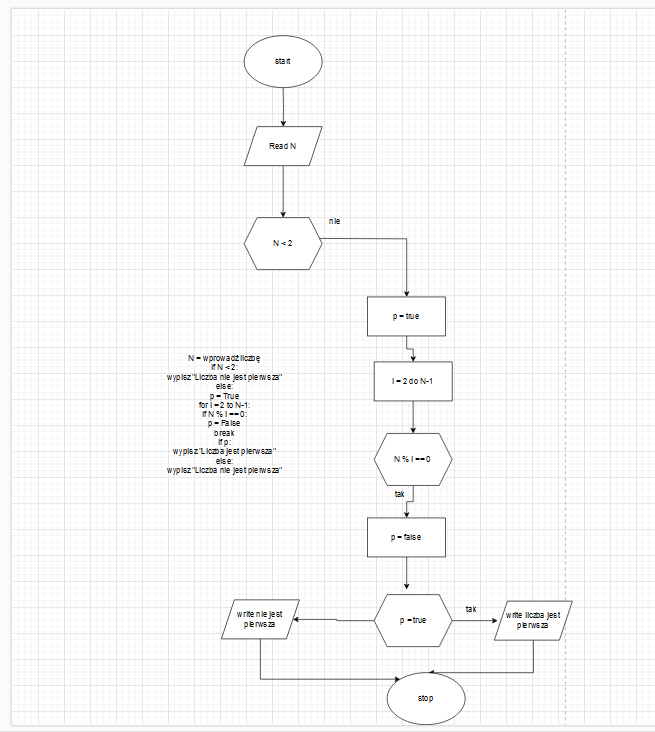 start
Read N
nie
N < 2
p = true
N = wprowadź liczbę
if N < 2:
wypisz "Liczba nie jest pierwsza"
else:
p = True
for i = 2 to N-1:
if N % i == 0:
p = False
break
if p:
wypisz "Liczba jest pierwsza"
else:
wypisz "Liczba nie jest pierwsza"
i = 2 do N-1
N % i == 0
tak
p = false
write nie jest
pierwsza
p = true
tak
write liczba jest
pierwsza
stop